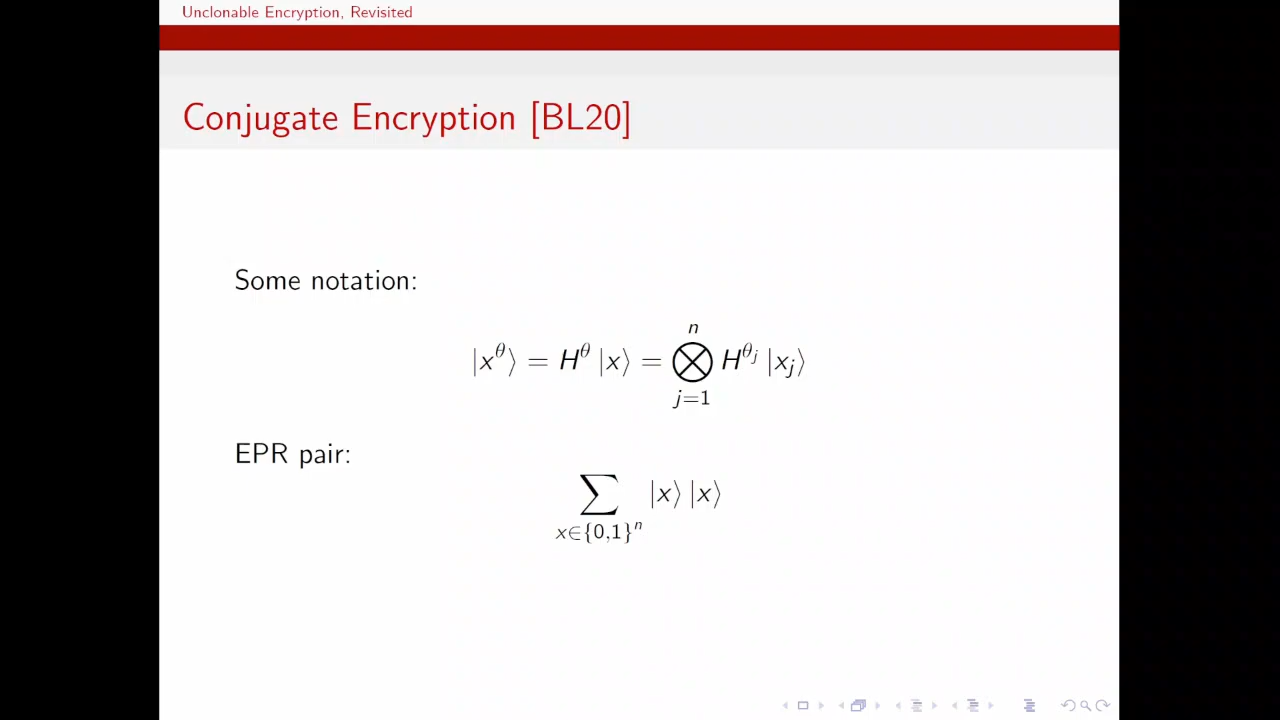 Unclonable Encryption, Revisited
Conjugate Encryption [BL20]
Some notation:
|x^θ⟩ = H^θ |x⟩ = ⨂_{j=1}^{n} H^{θ_j} |x_j⟩
EPR pair:
∑_{x∈{0,1}^n} |x⟩ |x⟩